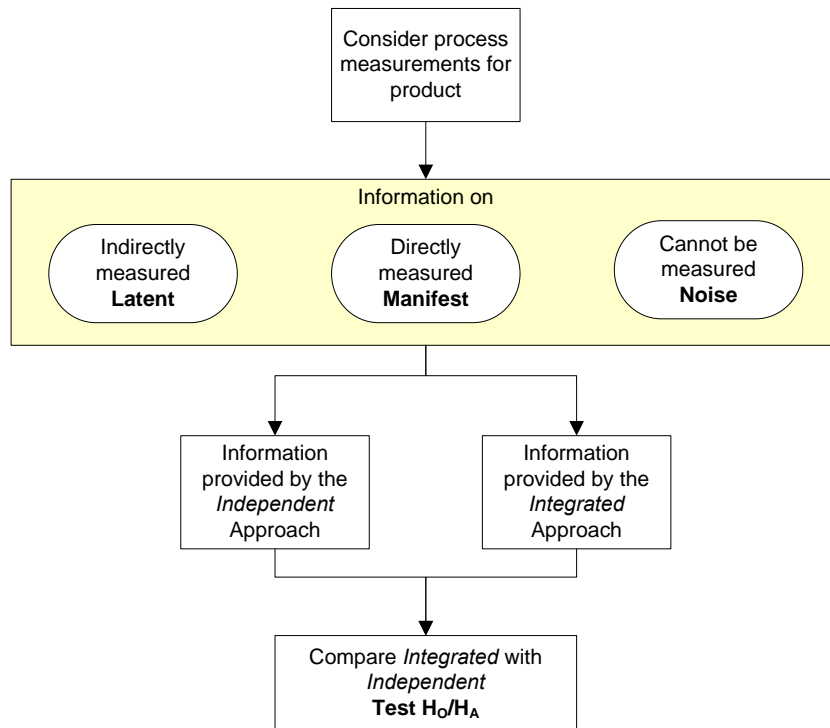 Consider process
measurements for
product
Information on
Indirectly
measured
Latent
Directly
measured
Manifest
Cannot be
measured
Noise
Information
provided by the
Independent
Approach
Information
provided by the
Integrated
Approach
Compare Integrated with
Independent
Test H₀/Hₐ